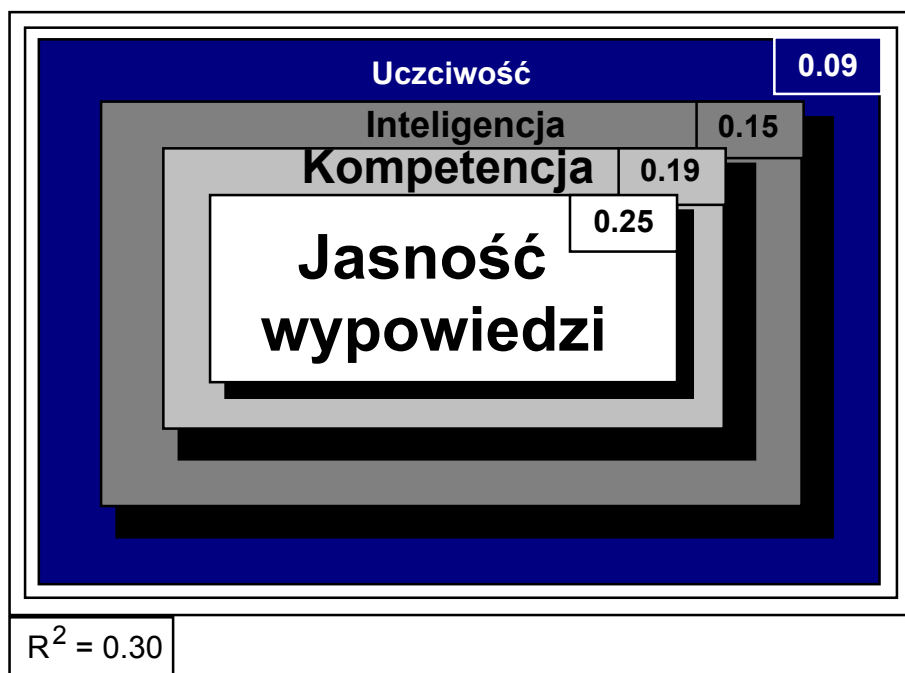 Uczciwość
0.09
Inteligencja
0.15
Kompetencja
0.19
0.25
Jasność
wypowiedzi
R² = 0.30